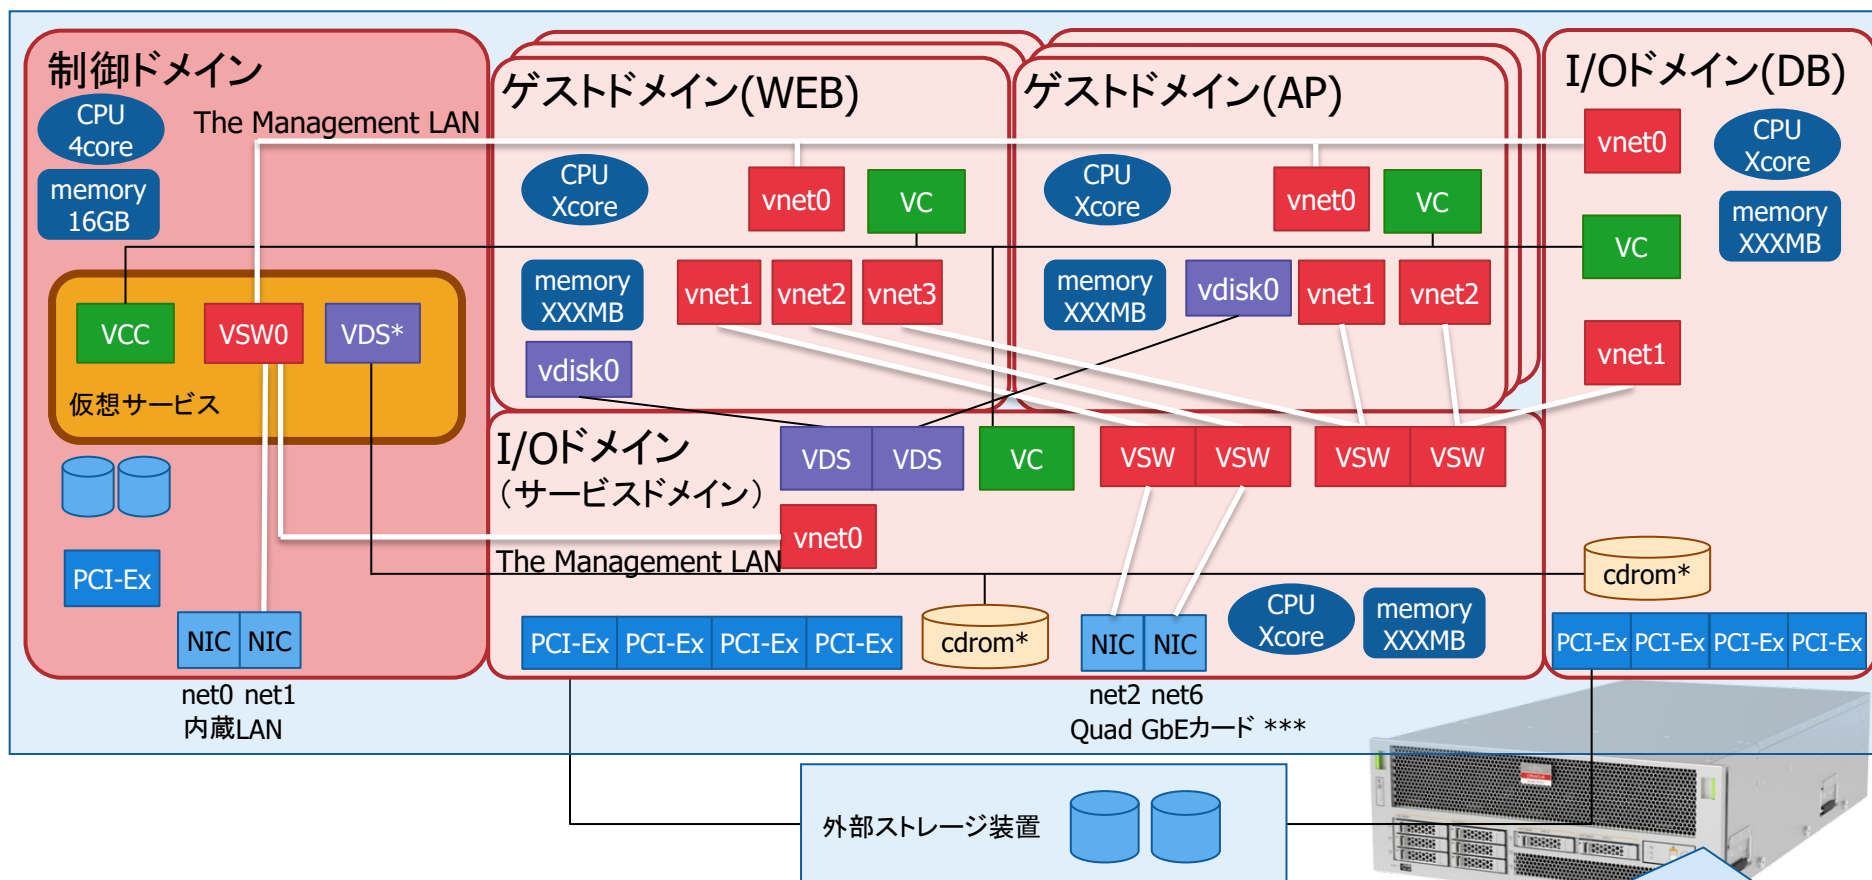 制御ドメイン
CPU
4core
memory
16GB
The Management LAN
VCC
VSW0
VDS*
仮想サービス
PCI-Ex
NIC
NIC
net0 net1
内蔵LAN
ゲストドメイン(WEB)
CPU
Xcore
vnet0
VC
memory
XXXMB
vnet1
vnet2
vnet3
vdisk0
ゲストドメイン(AP)
CPU
Xcore
vnet0
VC
memory
XXXMB
vdisk0
vnet1
vnet2
I/Oドメイン(DB)
vnet0
CPU
Xcore
VC
memory
XXXMB
vnet1
cdrom*
PCI-Ex
PCI-Ex
PCI-Ex
PCI-Ex
I/Oドメイン
（サービスドメイン）
VDS
VDS
VC
VSW
VSW
VSW
VSW
vnet0
The Management LAN
PCI-Ex
PCI-Ex
PCI-Ex
PCI-Ex
cdrom*
NIC
NIC
CPU
Xcore
memory
XXXMB
net2 net6
Quad GbEカード ***
外部ストレージ装置